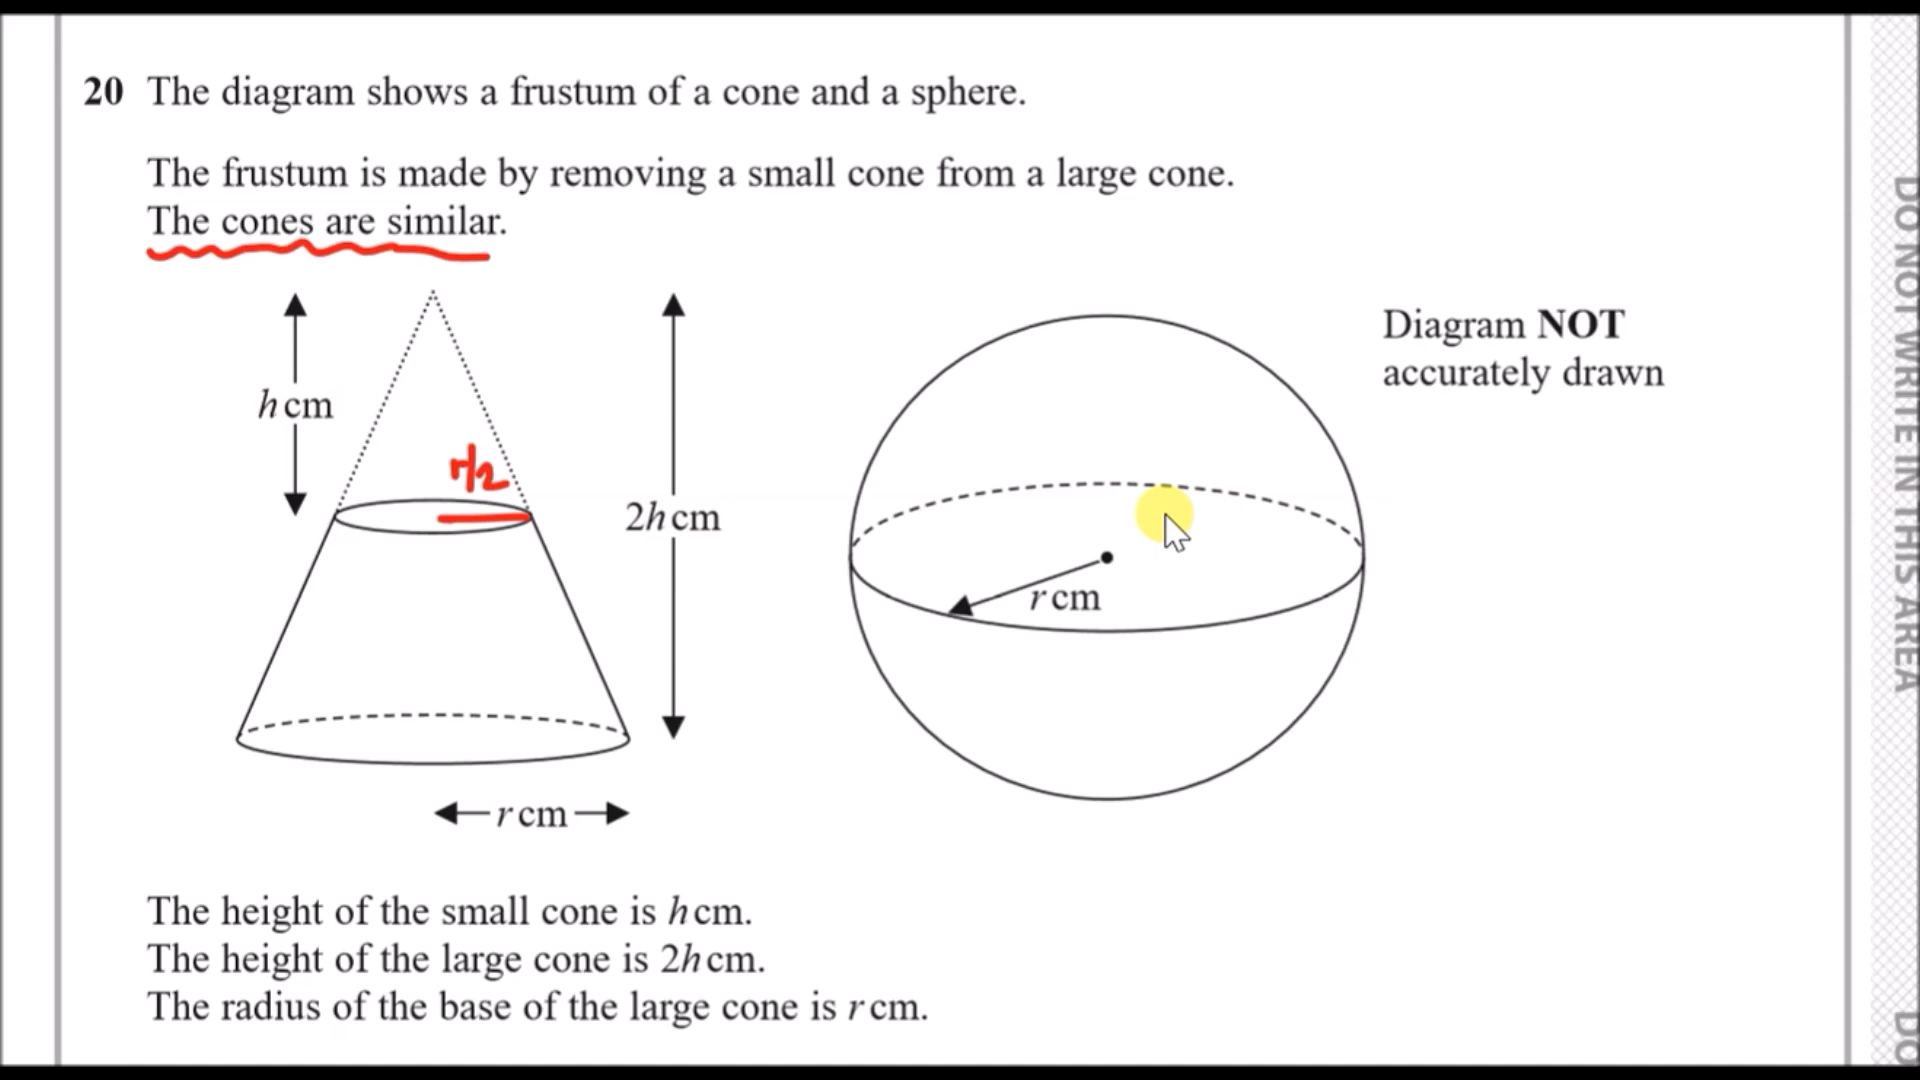 20 The diagram shows a frustum of a cone and a sphere.
The frustum is made by removing a small cone from a large cone.
The cones are similar.
Diagram NOT
accurately drawn
h cm
r/2
2h cm
r cm
r cm
The height of the small cone is h cm.
The height of the large cone is 2h cm.
The radius of the base of the large cone is r cm.
DO NOT WRITE IN THIS AREA
DO